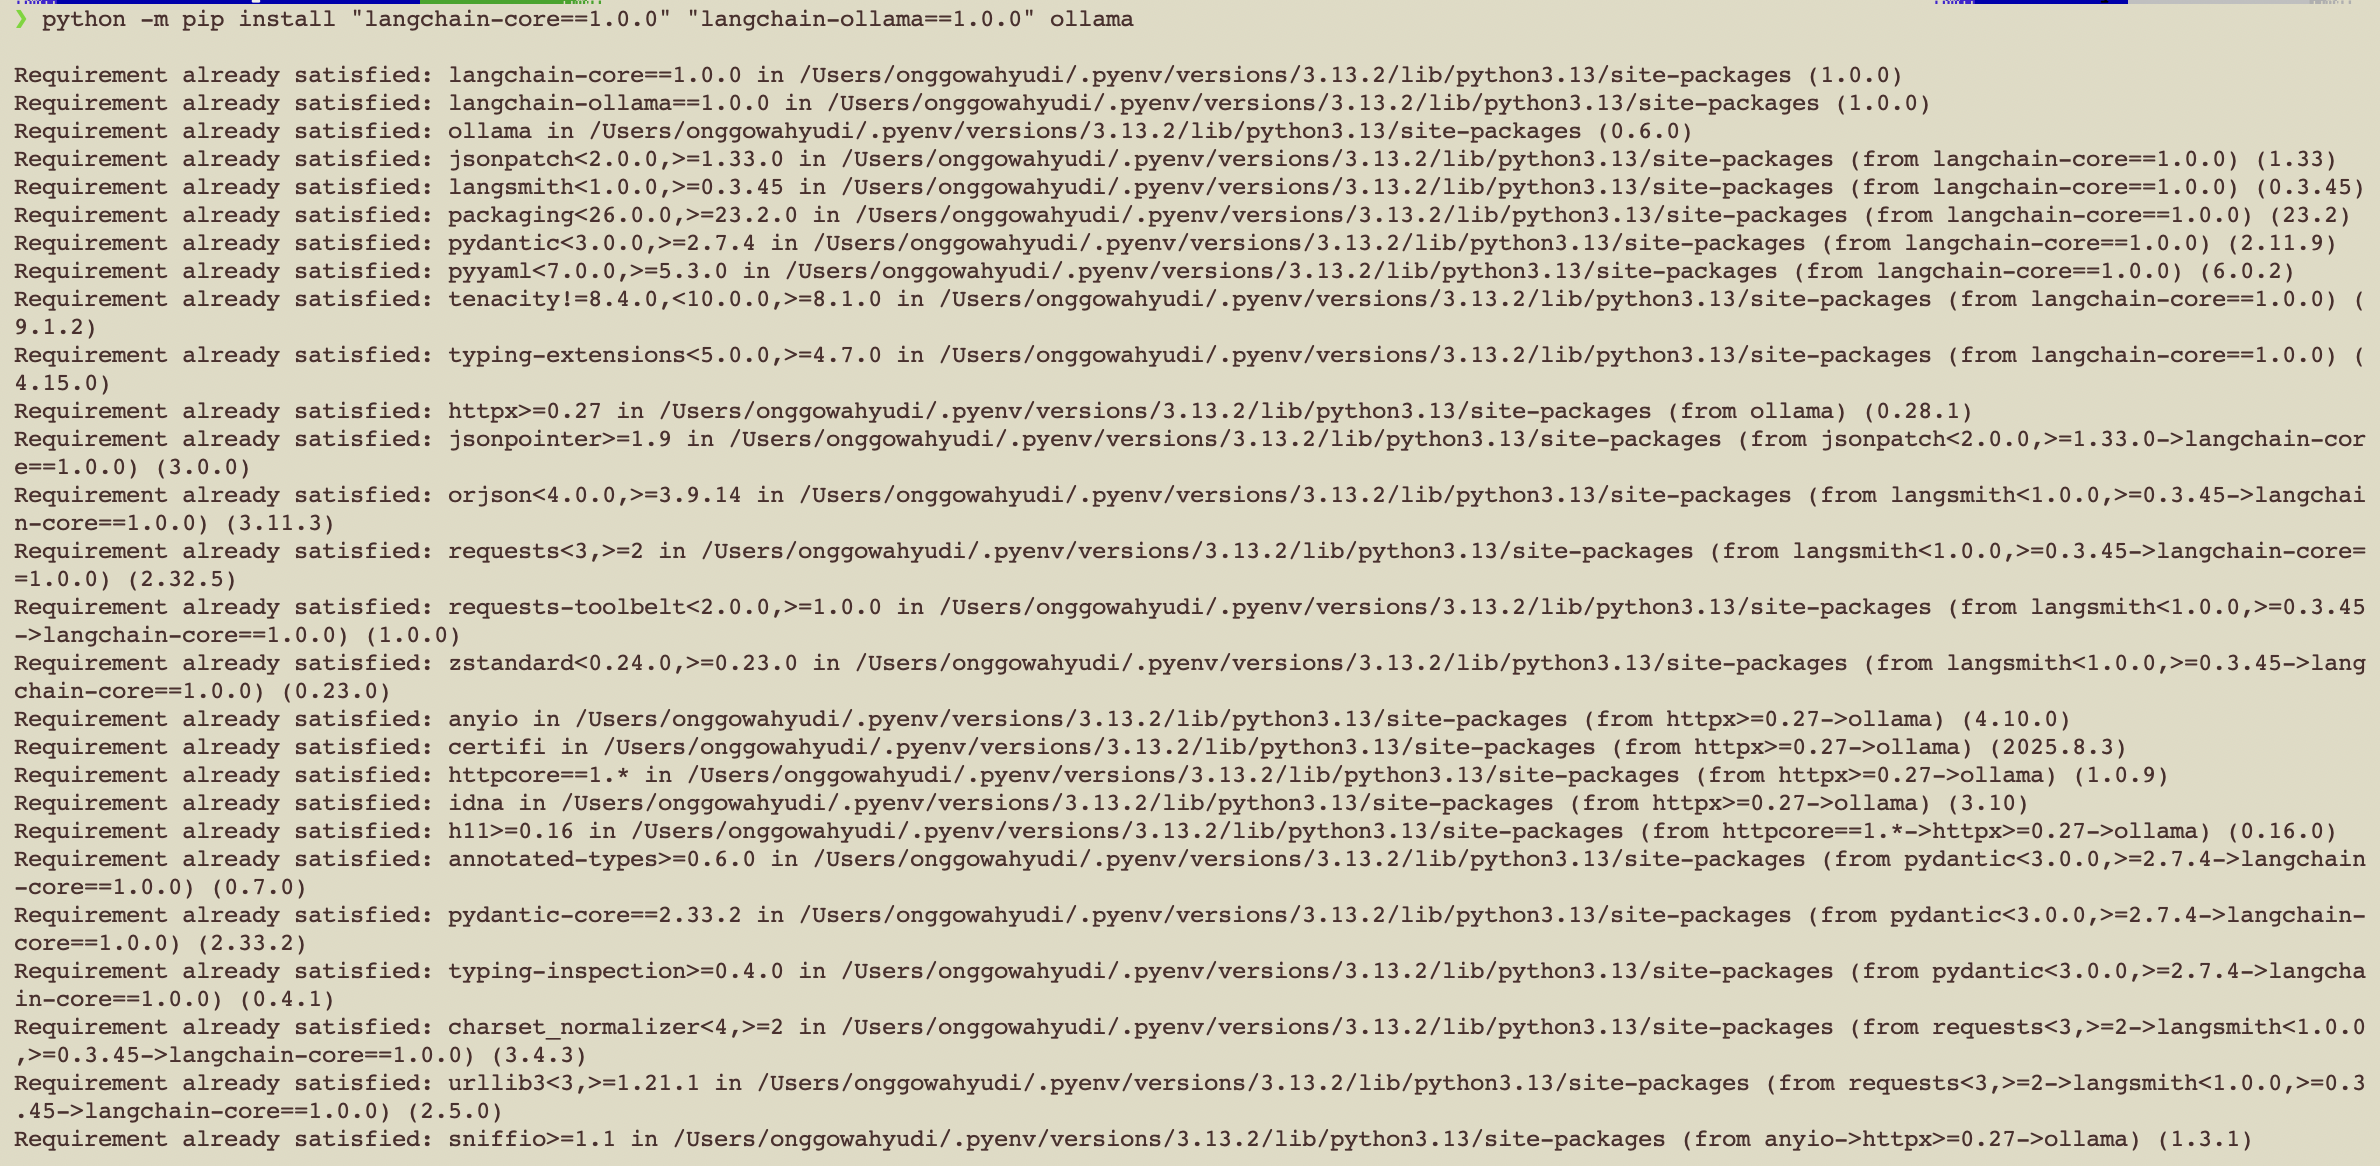 ❯ python -m pip install "langchain-core==1.0.0" "langchain-ollama==1.0.0" ollama
Requirement already satisfied: langchain-core==1.0.0 in /Users/onggowahyudi/.pyenv/versions/3.13.2/lib/python3.13/site-packages (1.0.0)
Requirement already satisfied: langchain-ollama==1.0.0 in /Users/onggowahyudi/.pyenv/versions/3.13.2/lib/python3.13/site-packages (1.0.0)
Requirement already satisfied: ollama in /Users/onggowahyudi/.pyenv/versions/3.13.2/lib/python3.13/site-packages (0.6.0)
Requirement already satisfied: jsonpatch<2.0.0,>=1.33.0 in /Users/onggowahyudi/.pyenv/versions/3.13.2/lib/python3.13/site-packages (from langchain-core==1.0.0) (1.33)
Requirement already satisfied: langsmith<1.0.0,>=0.3.45 in /Users/onggowahyudi/.pyenv/versions/3.13.2/lib/python3.13/site-packages (from langchain-core==1.0.0) (0.3.45)
Requirement already satisfied: packaging<26.0.0,>=23.2.0 in /Users/onggowahyudi/.pyenv/versions/3.13.2/lib/python3.13/site-packages (from langchain-core==1.0.0) (23.2)
Requirement already satisfied: pydantic<3.0.0,>=2.7.4 in /Users/onggowahyudi/.pyenv/versions/3.13.2/lib/python3.13/site-packages (from langchain-core==1.0.0) (2.11.9)
Requirement already satisfied: pyyaml<7.0.0,>=5.3.0 in /Users/onggowahyudi/.pyenv/versions/3.13.2/lib/python3.13/site-packages (from langchain-core==1.0.0) (6.0.2)
Requirement already satisfied: tenacity!=8.4.0,<10.0.0,>=8.1.0 in /Users/onggowahyudi/.pyenv/versions/3.13.2/lib/python3.13/site-packages (from langchain-core==1.0.0) (
9.1.2)
Requirement already satisfied: typing-extensions<5.0.0,>=4.7.0 in /Users/onggowahyudi/.pyenv/versions/3.13.2/lib/python3.13/site-packages (from langchain-core==1.0.0) (
4.15.0)
Requirement already satisfied: httpx>=0.27 in /Users/onggowahyudi/.pyenv/versions/3.13.2/lib/python3.13/site-packages (from ollama) (0.28.1)
Requirement already satisfied: jsonpointer>=1.9 in /Users/onggowahyudi/.pyenv/versions/3.13.2/lib/python3.13/site-packages (from jsonpatch<2.0.0,>=1.33.0->langchain-cor
e==1.0.0) (3.0.0)
Requirement already satisfied: orjson<4.0.0,>=3.9.14 in /Users/onggowahyudi/.pyenv/versions/3.13.2/lib/python3.13/site-packages (from langsmith<1.0.0,>=0.3.45->langchai
n-core==1.0.0) (3.11.3)
Requirement already satisfied: requests<3,>=2 in /Users/onggowahyudi/.pyenv/versions/3.13.2/lib/python3.13/site-packages (from langsmith<1.0.0,>=0.3.45->langchain-core=
=1.0.0) (2.32.5)
Requirement already satisfied: requests-toolbelt<2.0.0,>=1.0.0 in /Users/onggowahyudi/.pyenv/versions/3.13.2/lib/python3.13/site-packages (from langsmith<1.0.0,>=0.3.45
->langchain-core==1.0.0) (1.0.0)
Requirement already satisfied: zstandard<0.24.0,>=0.23.0 in /Users/onggowahyudi/.pyenv/versions/3.13.2/lib/python3.13/site-packages (from langsmith<1.0.0,>=0.3.45->lang
chain-core==1.0.0) (0.23.0)
Requirement already satisfied: anyio in /Users/onggowahyudi/.pyenv/versions/3.13.2/lib/python3.13/site-packages (from httpx>=0.27->ollama) (4.10.0)
Requirement already satisfied: certifi in /Users/onggowahyudi/.pyenv/versions/3.13.2/lib/python3.13/site-packages (from httpx>=0.27->ollama) (2025.8.3)
Requirement already satisfied: httpcore==1.* in /Users/onggowahyudi/.pyenv/versions/3.13.2/lib/python3.13/site-packages (from httpx>=0.27->ollama) (1.0.9)
Requirement already satisfied: idna in /Users/onggowahyudi/.pyenv/versions/3.13.2/lib/python3.13/site-packages (from httpx>=0.27->ollama) (3.10)
Requirement already satisfied: h11>=0.16 in /Users/onggowahyudi/.pyenv/versions/3.13.2/lib/python3.13/site-packages (from httpcore==1.*->httpx>=0.27->ollama) (0.16.0)
Requirement already satisfied: annotated-types>=0.6.0 in /Users/onggowahyudi/.pyenv/versions/3.13.2/lib/python3.13/site-packages (from pydantic<3.0.0,>=2.7.4->langchain
-core==1.0.0) (0.7.0)
Requirement already satisfied: pydantic-core==2.33.2 in /Users/onggowahyudi/.pyenv/versions/3.13.2/lib/python3.13/site-packages (from pydantic<3.0.0,>=2.7.4->langchain-
core==1.0.0) (2.33.2)
Requirement already satisfied: typing-inspection>=0.4.0 in /Users/onggowahyudi/.pyenv/versions/3.13.2/lib/python3.13/site-packages (from pydantic<3.0.0,>=2.7.4->langcha
in-core==1.0.0) (0.4.1)
Requirement already satisfied: charset_normalizer<4,>=2 in /Users/onggowahyudi/.pyenv/versions/3.13.2/lib/python3.13/site-packages (from requests<3,>=2->langsmith<1.0.0
,>=0.3.45->langchain-core==1.0.0) (3.4.3)
Requirement already satisfied: urllib3<3,>=1.21.1 in /Users/onggowahyudi/.pyenv/versions/3.13.2/lib/python3.13/site-packages (from requests<3,>=2->langsmith<1.0.0,>=0.3
.45->langchain-core==1.0.0) (2.5.0)
Requirement already satisfied: sniffio>=1.1 in /Users/onggowahyudi/.pyenv/versions/3.13.2/lib/python3.13/site-packages (from anyio->httpx>=0.27->ollama) (1.3.1)